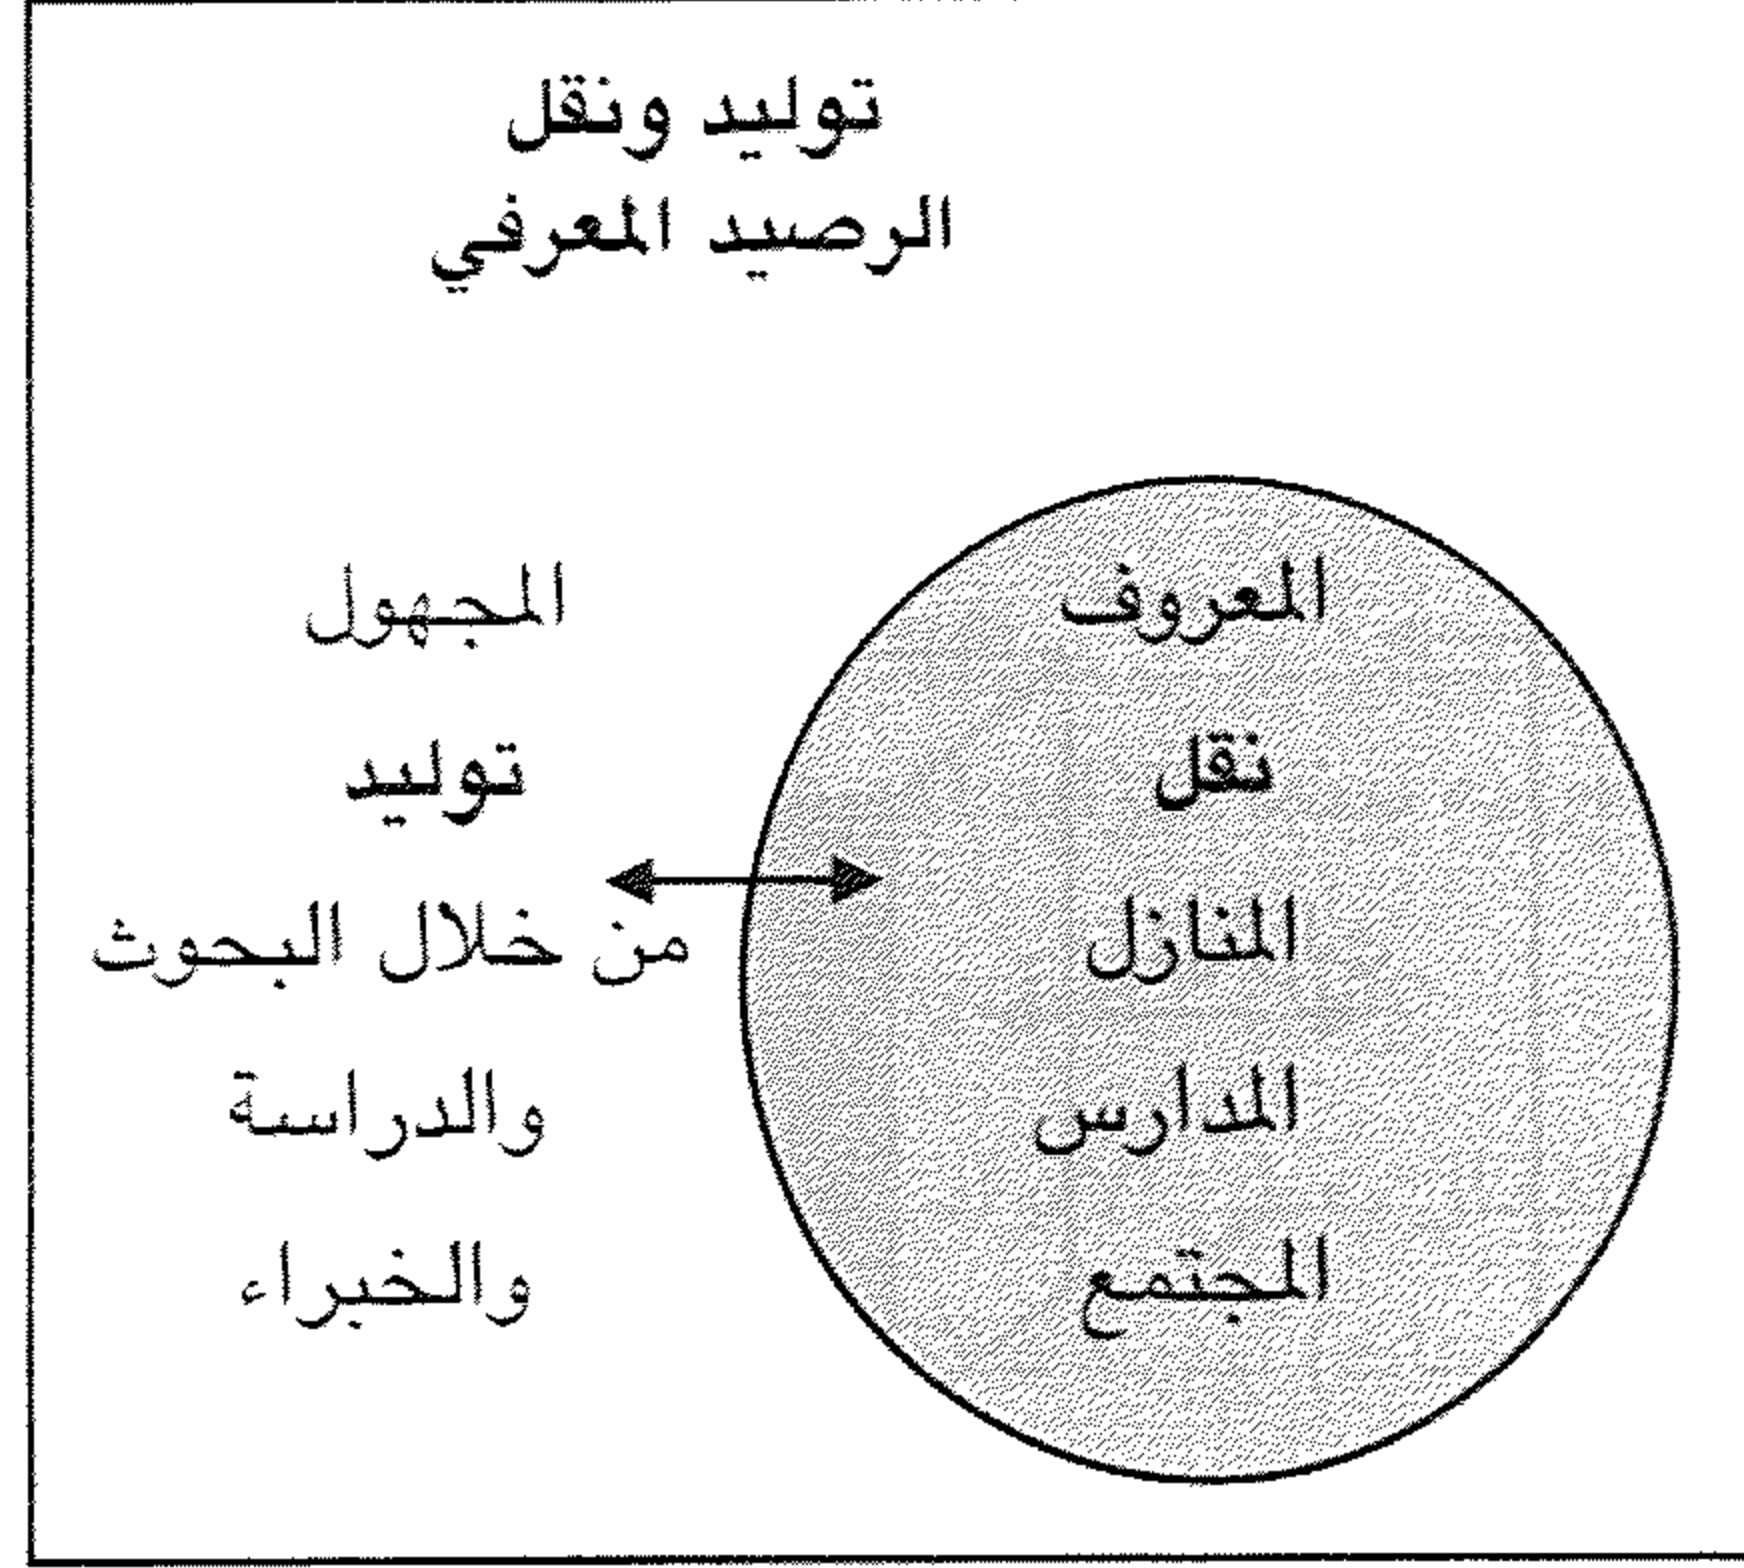 توليد ونقل
الرصيد المعرفي
المعروف
نقل
المنازل
المدارس
المجتمع
المجهول
توليد
من خلال البحوث
والدراسة
والخبراء